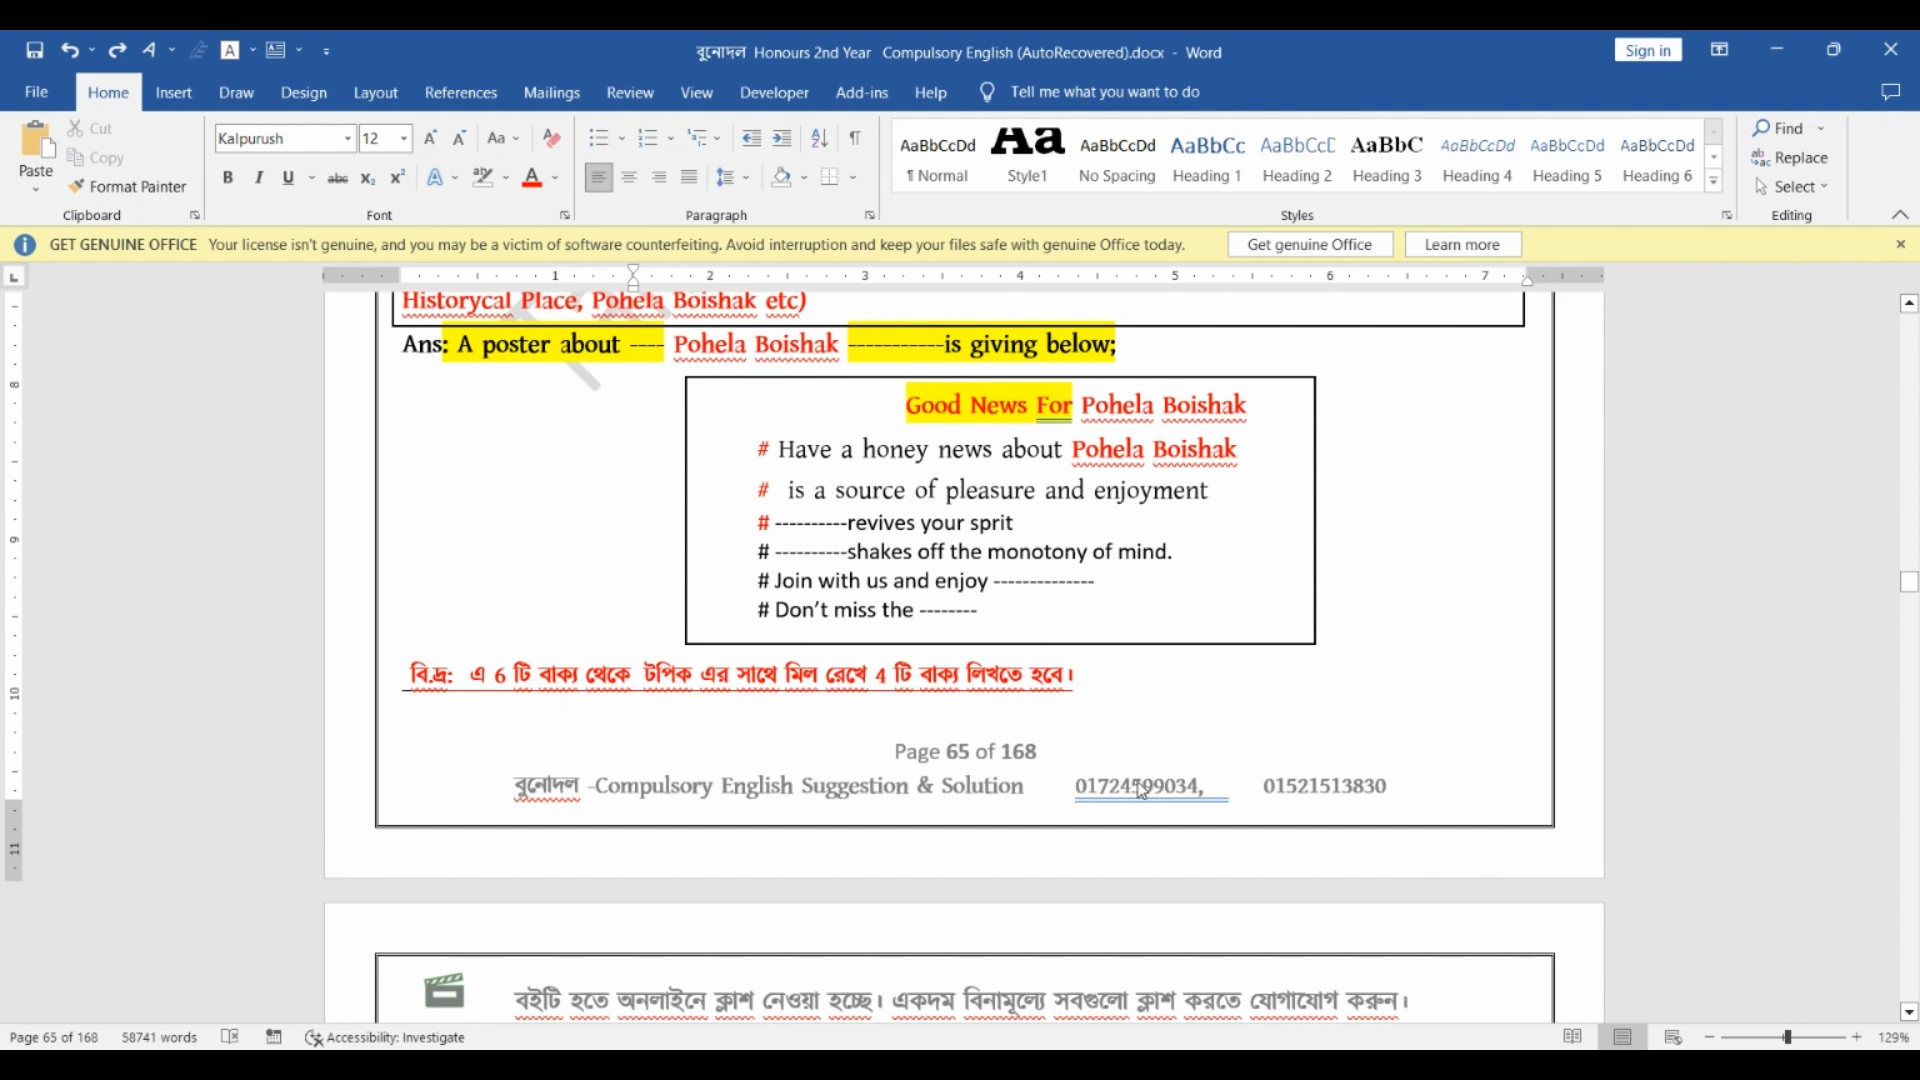 বুনোদল Honours 2nd Year Compulsory English (AutoRecovered).docx - Word
Sign in
File Home Insert Draw Design Layout References Mailings Review View Developer Add-ins Help Tell me what you want to do
Paste
Cut
Copy
Format Painter
Clipboard
Kalpurush 12
Font
Paragraph
AaBbCcDd Aa AaBbCcDd AaBbCc AaBbCcD AaBbC AaBbCcDd AaBbCcDd AaBbCcDd
¶ Normal Style1 No Spacing Heading 1 Heading 2 Heading 3 Heading 4 Heading 5 Heading 6
Styles
Find
Replace
Select
Editing
GET GENUINE OFFICE Your license isn't genuine, and you may be a victim of software counterfeiting. Avoid interruption and keep your files safe with genuine Office today. Get genuine Office Learn more
1 2 3 4 5 6 7
Historycal Place, Pohela Boishak etc)
Ans: A poster about ---- Pohela Boishak -----------is giving below;
Good News For Pohela Boishak
# Have a honey news about Pohela Boishak
# is a source of pleasure and enjoyment
# ----------revives your sprit
# ----------shakes off the monotony of mind.
# Join with us and enjoy --------------
# Don't miss the --------
বি.দ্র: এ 6 টি বাক্য থেকে টপিক এর সাথে মিল রেখে 4 টি বাক্য লিখতে হবে।
Page 65 of 168
বুনোদল -Compulsory English Suggestion & Solution 01724599034, 01521513830
বইটি হতে অনলাইনে ক্লাশ নেওয়া হচ্ছে। একদম বিনামূল্যে সবগুলো ক্লাশ করতে যোগাযোগ করুন।
Page 65 of 168 58741 words Accessibility: Investigate 129%